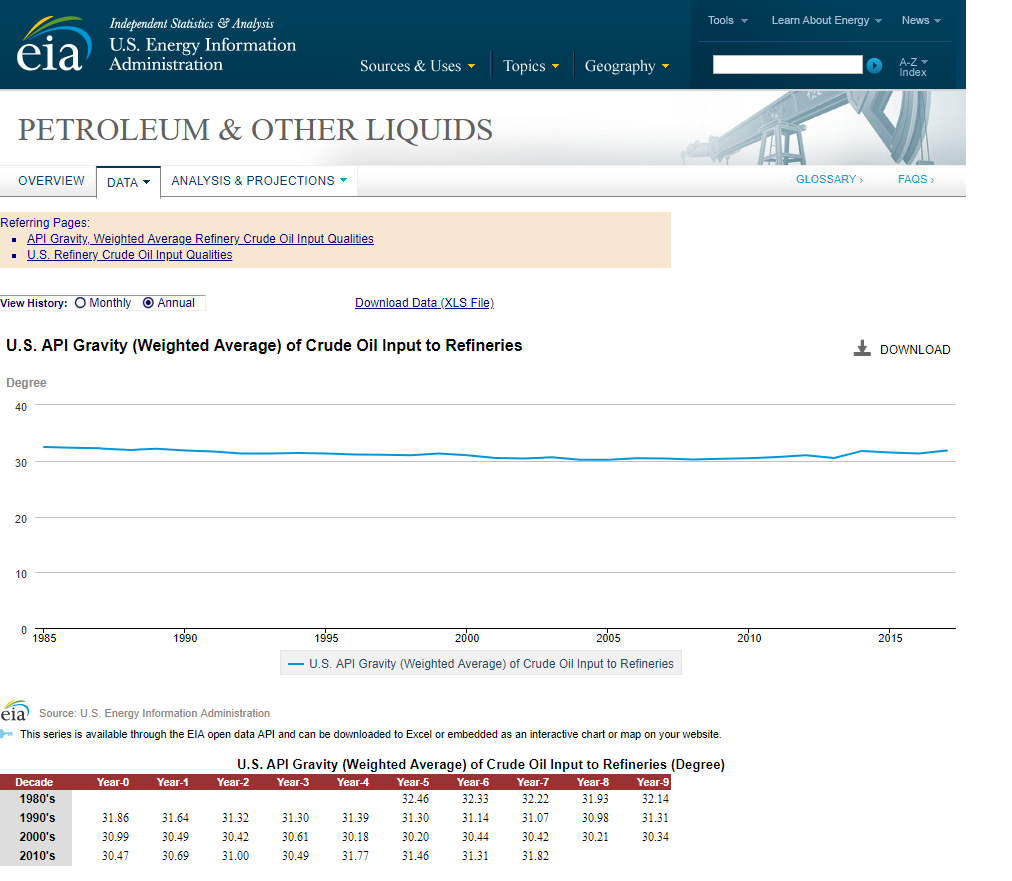 eia
Independent Statistics & Analysis
U.S. Energy Information
Administration
Sources & Uses
Topics
Geography
Tools
Learn About Energy
News
A-Z
Index
PETROLEUM & OTHER LIQUIDS
OVERVIEW
DATA
ANALYSIS & PROJECTIONS
GLOSSARY ›
FAQS ›
Referring Pages:
API Gravity, Weighted Average Refinery Crude Oil Input Qualities
U.S. Refinery Crude Oil Input Qualities
View History: Monthly Annual
Download Data (XLS File)
U.S. API Gravity (Weighted Average) of Crude Oil Input to Refineries
DOWNLOAD
Degree
40
30
20
10
0
1985 1990 1995 2000 2005 2010 2015
U.S. API Gravity (Weighted Average) of Crude Oil Input to Refineries
eia Source: U.S. Energy Information Administration
This series is available through the EIA open data API and can be downloaded to Excel or embedded as an interactive chart or map on your website.
U.S. API Gravity (Weighted Average) of Crude Oil Input to Refineries (Degree)
Decade Year-0 Year-1 Year-2 Year-3 Year-4 Year-5 Year-6 Year-7 Year-8 Year-9
1980's 32.46 32.33 32.22 31.93 32.14
1990's 31.86 31.64 31.32 31.30 31.39 31.30 31.14 31.07 30.98 31.31
2000's 30.99 30.49 30.42 30.61 30.18 30.20 30.44 30.42 30.21 30.34
2010's 30.47 30.69 31.00 30.49 31.77 31.46 31.31 31.82